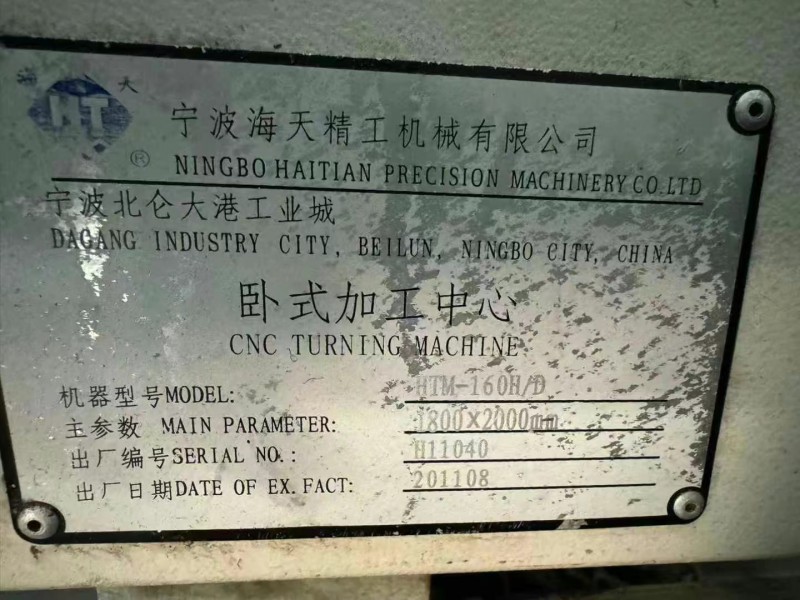 海 HT 天
®
宁波海天精工机械有限公司
NINGBO HAITIAN PRECISION MACHINERY CO.LTD
宁波北仑大港工业城
DAGANG INDUSTRY CITY, BEILUN, NINGBO CITY, CHINA
卧式加工中心
CNC TURNING MACHINE
机器型号MODEL: HTM-160H/D
主参数 MAIN PARAMETER: 1800×2000mm
出厂编号SERIAL NO.: H11040
出厂日期DATE OF EX. FACT: 201108